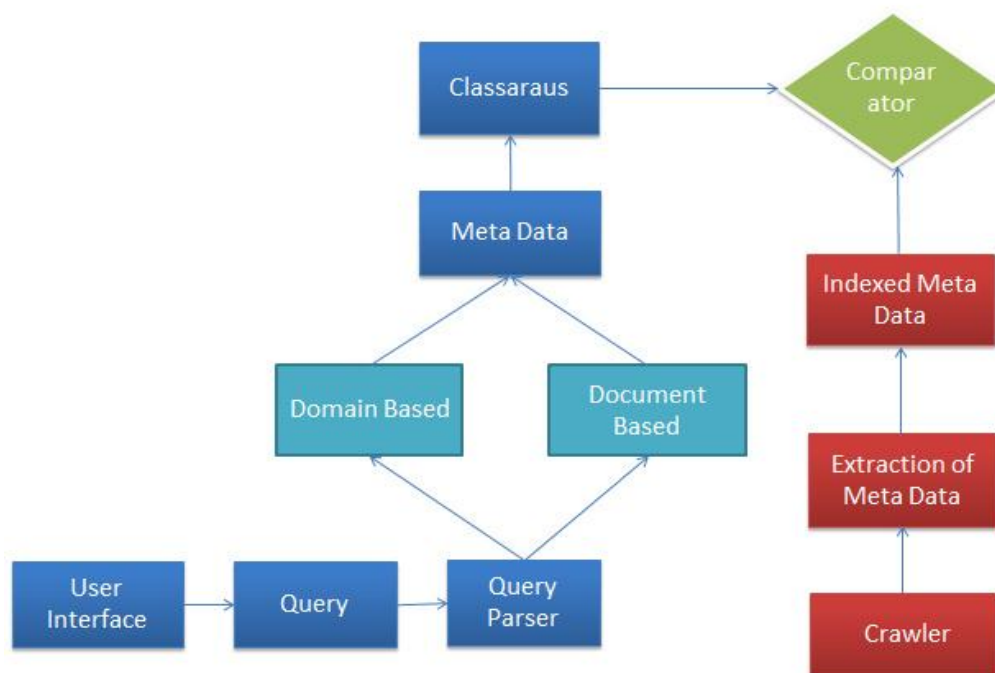 Classaraus
Compar
ator
Meta Data
Indexed Meta
Data
Domain Based
Document
Based
Extraction of
Meta Data
User
Interface
Query
Query
Parser
Crawler